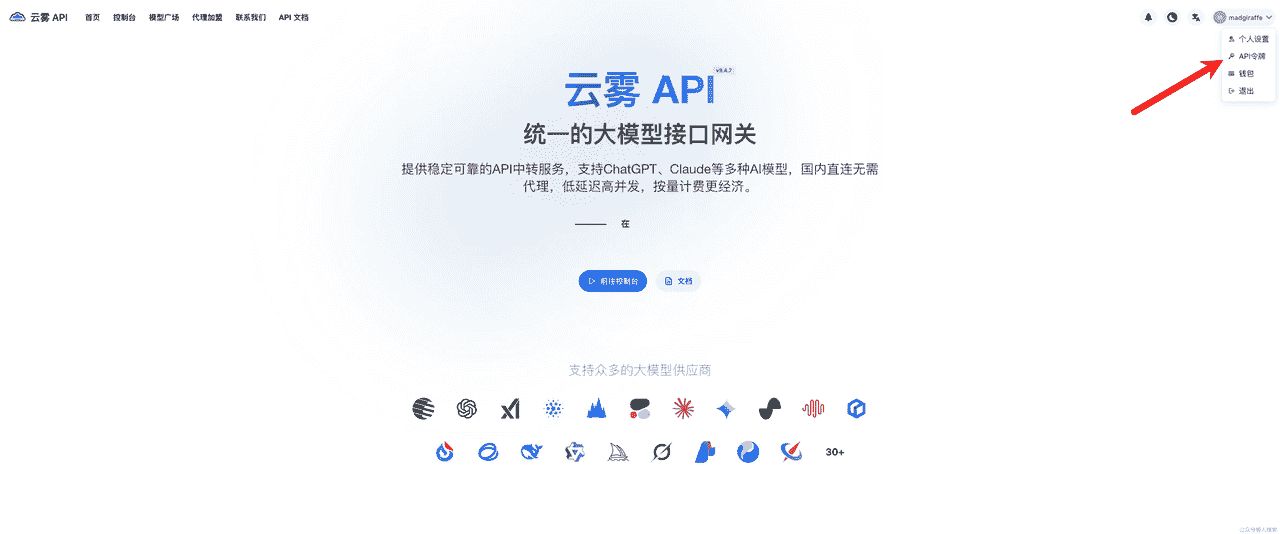 云雾 API 首页 控制台 模型广场 代理加盟 联系我们 API 文档 madgiraffe
个人设置
API令牌
钱包
退出
云雾 API
统一的大模型接口网关
提供稳定可靠的API中转服务，支持ChatGPT、Claude等多种AI模型，国内直连无需
代理，低延迟高并发，按量计费更经济。
在
前往控制台 文档
支持众多的大模型供应商
30+